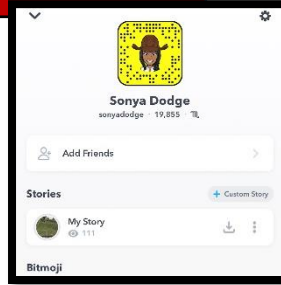 Sonya Dodge
sonyadodge · 19,855 · ♏
Add Friends
Stories
+ Custom Story
My Story
111
Bitmoji